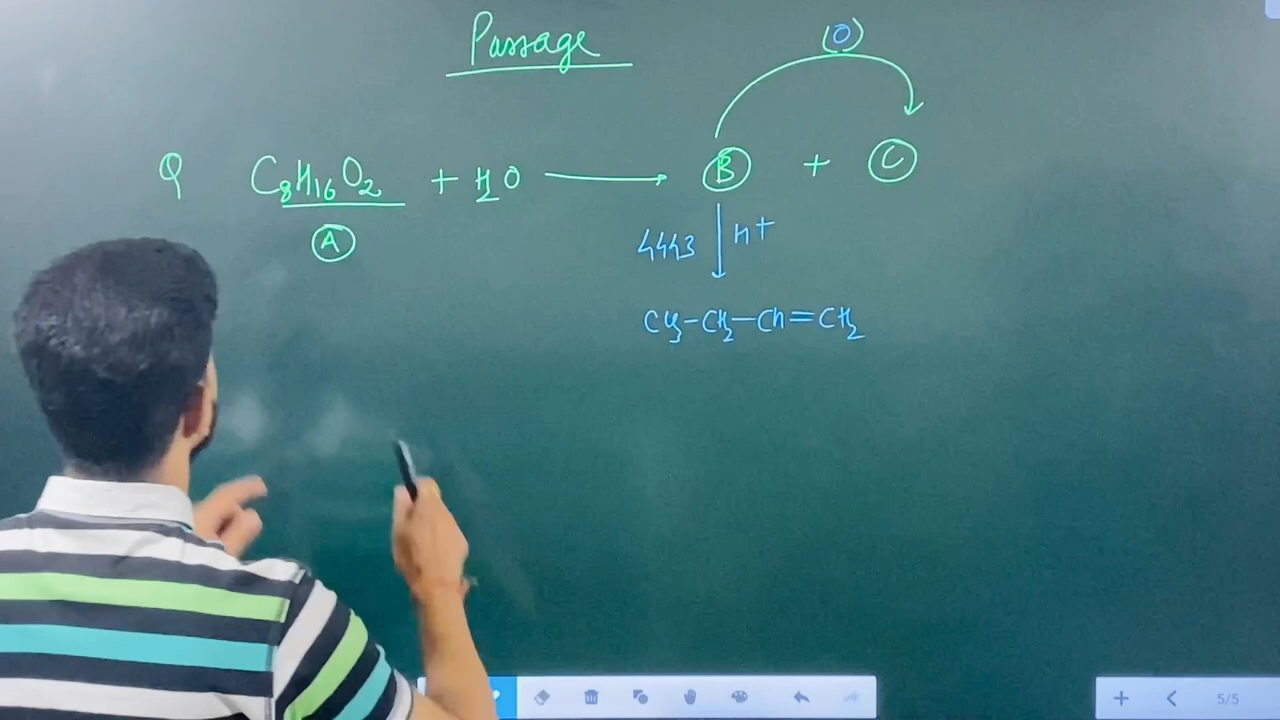 Passage
(O)
Q C8H16O2 + H2O ⟶ B + C
A
443 H+
CH3-CH2-CH=CH2
5/5